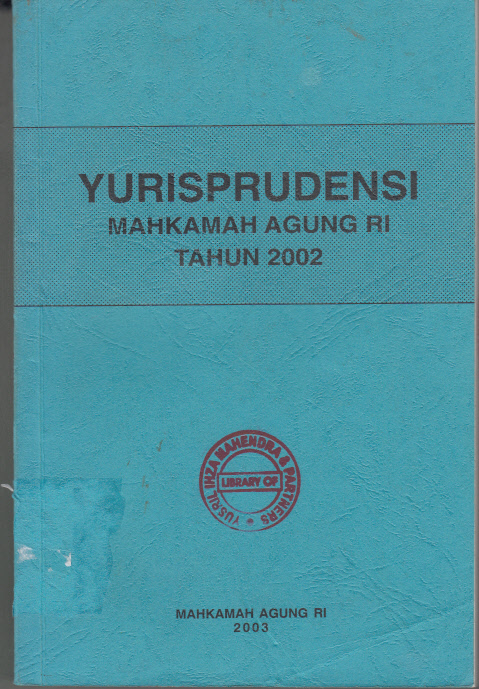 YURISPRUDENSI
MAHKAMAH AGUNG RI
TAHUN 2002
YUSRIL IHZA MAHENDRA & PARTNERS
LIBRARY OF
MAHKAMAH AGUNG RI
2003